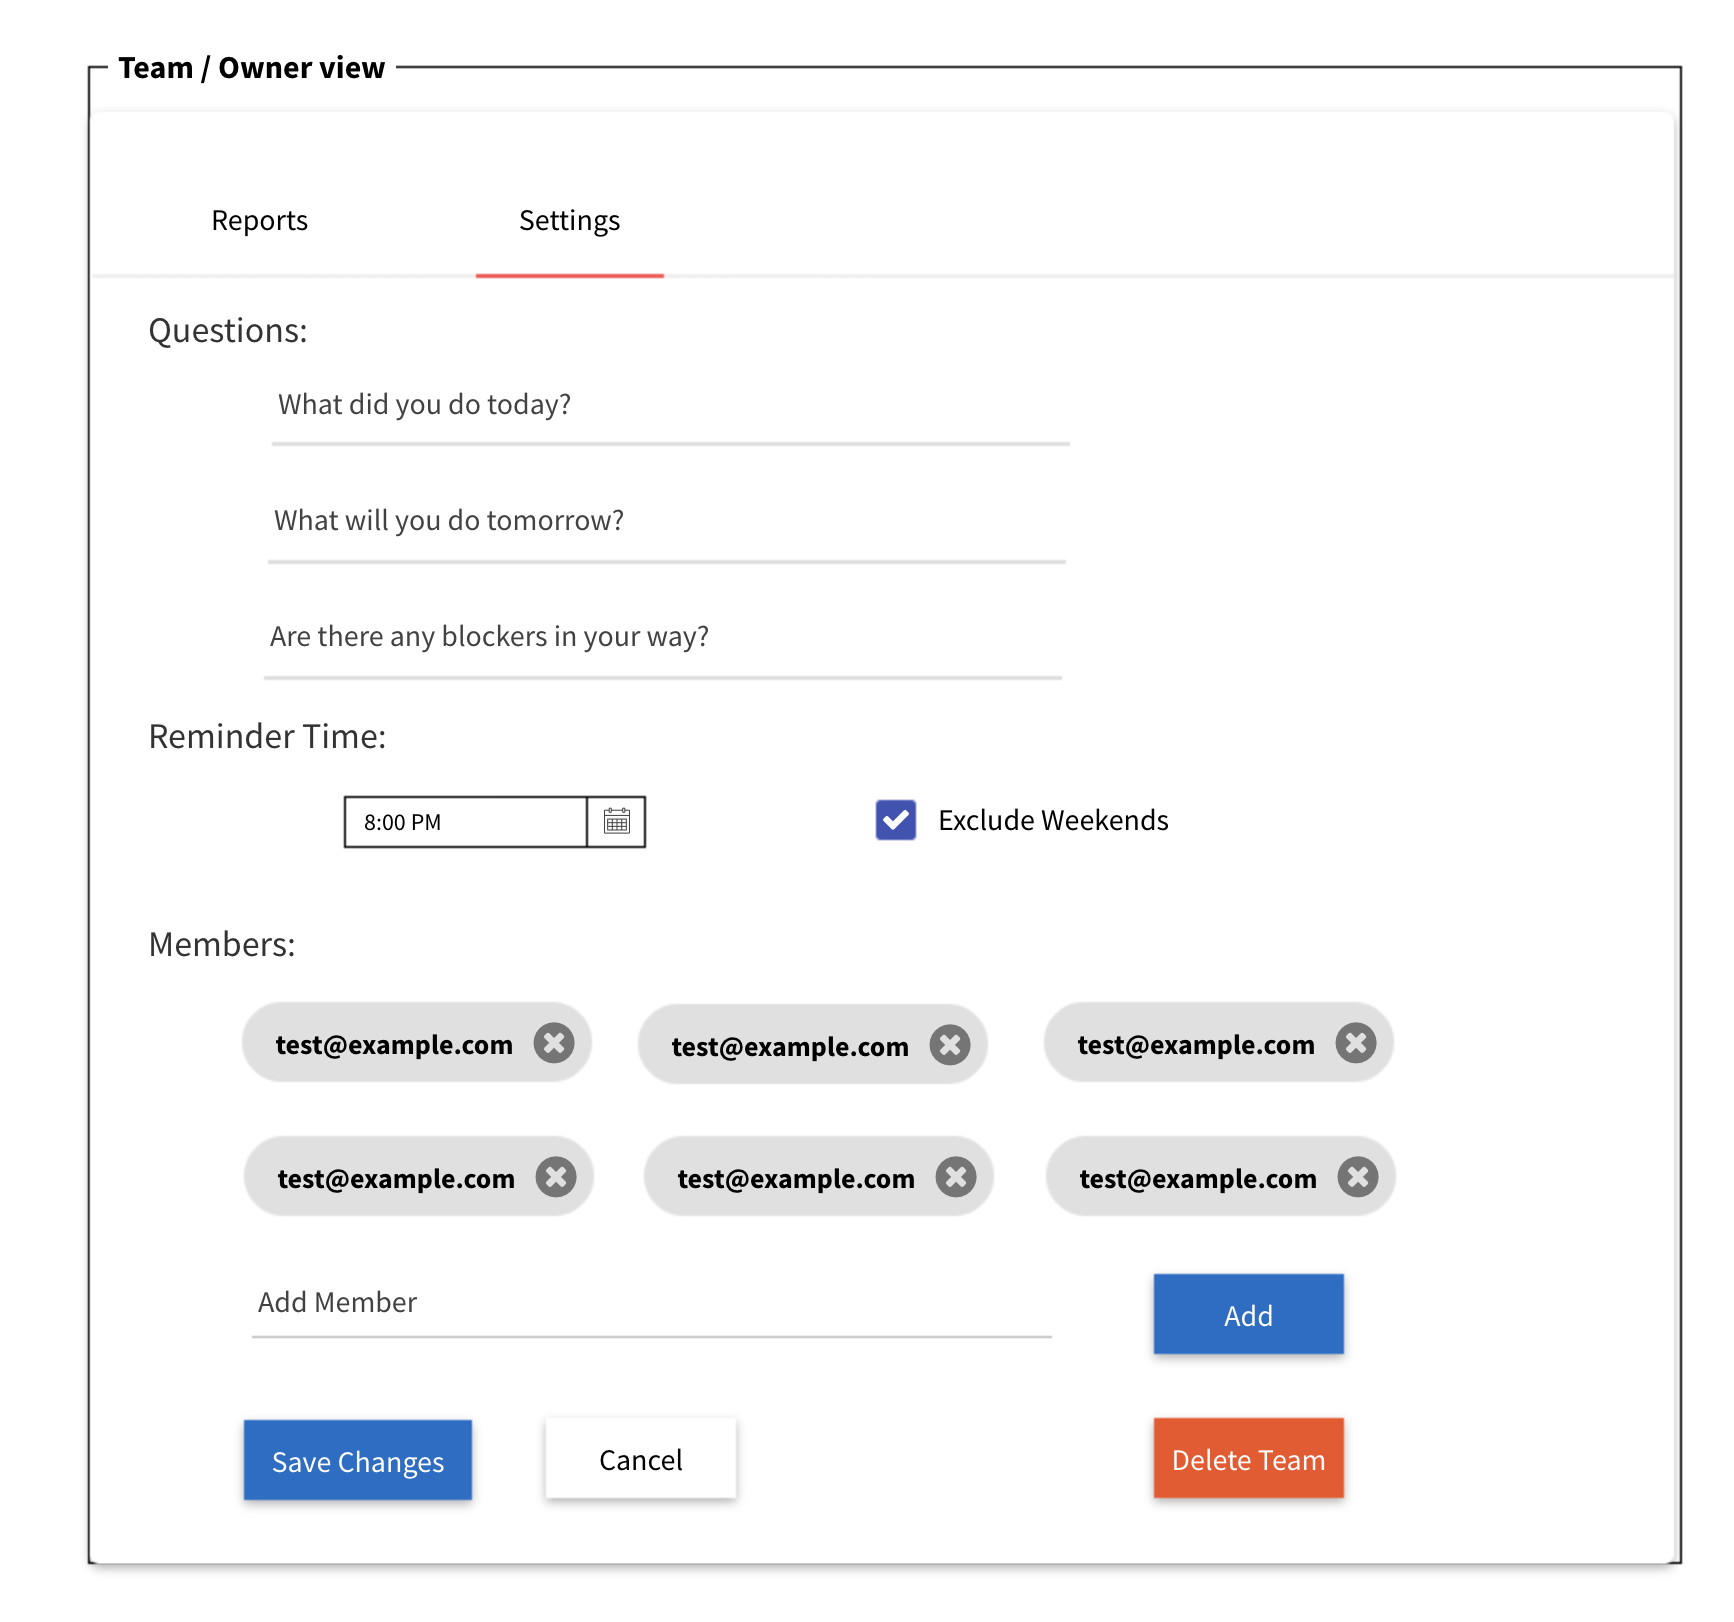 Team / Owner view
Reports Settings
Questions:
What did you do today?
What will you do tomorrow?
Are there any blockers in your way?
Reminder Time:
8:00 PM Exclude Weekends
Members:
test@example.com test@example.com test@example.com
test@example.com test@example.com test@example.com
Add Member Add
Save Changes Cancel Delete Team